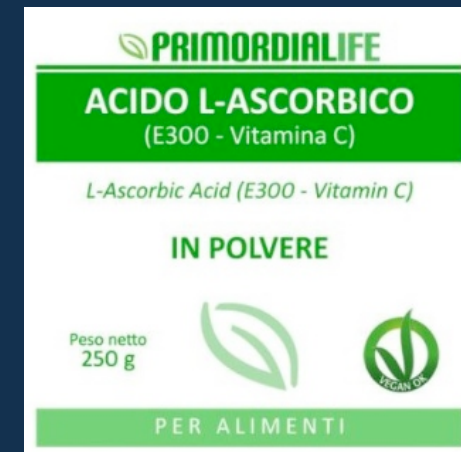 PRIMORDIALIFE
ACIDO L-ASCORBICO
(E300 - Vitamina C)
L-Ascorbic Acid (E300 - Vitamin C)
IN POLVERE
Peso netto
250 g
VEGAN OK
PER ALIMENTI